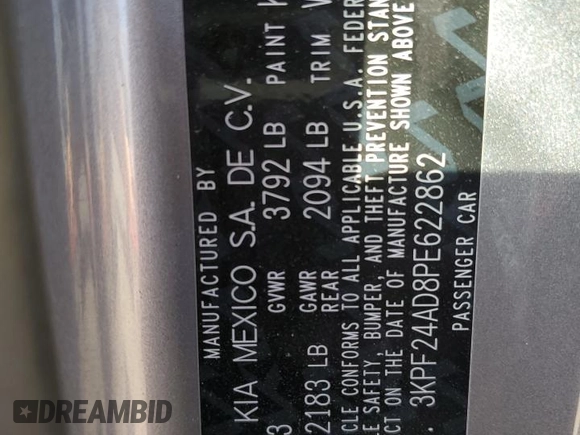 MANUFACTURED BY
KIA MEXICO S.A. DE C.V.
3 GVWR 3792 LB PAINT
GAWR
2183 LB REAR 2094 LB TRIM
CLE CONFORMS TO ALL APPLICABLE U.S.A. FEDER
LE SAFETY, BUMPER, AND THEFT PREVENTION STAN
CT ON THE DATE OF MANUFACTURE SHOWN ABOVE
. 3KPF24AD8PE622862
PASSENGER CAR
DREAMBID